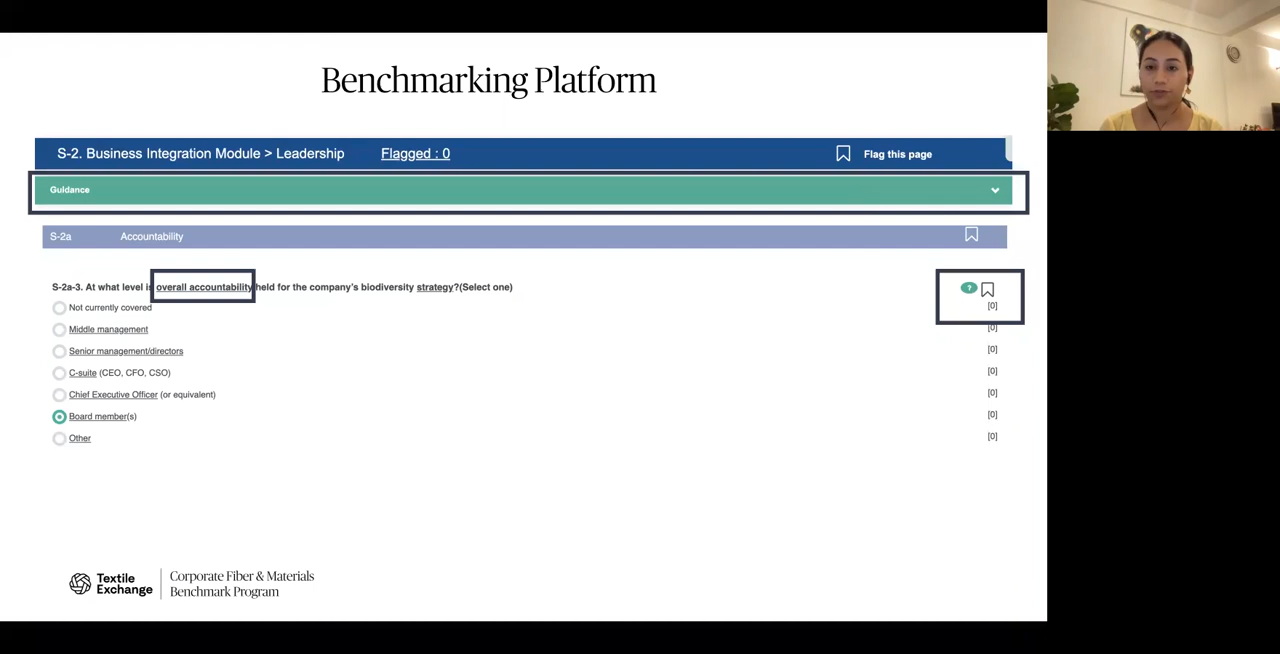 Benchmarking Platform
S-2. Business Integration Module > Leadership Flagged : 0 Flag this page
Guidance
S-2a Accountability
S-2a-3. At what level is overall accountability held for the company's biodiversity strategy?(Select one) ?
Not currently covered [0]
Middle management [0]
Senior management/directors [0]
C-suite (CEO, CFO, CSO) [0]
Chief Executive Officer (or equivalent) [0]
Board member(s) [0]
Other [0]
Textile Exchange
Corporate Fiber & Materials
Benchmark Program